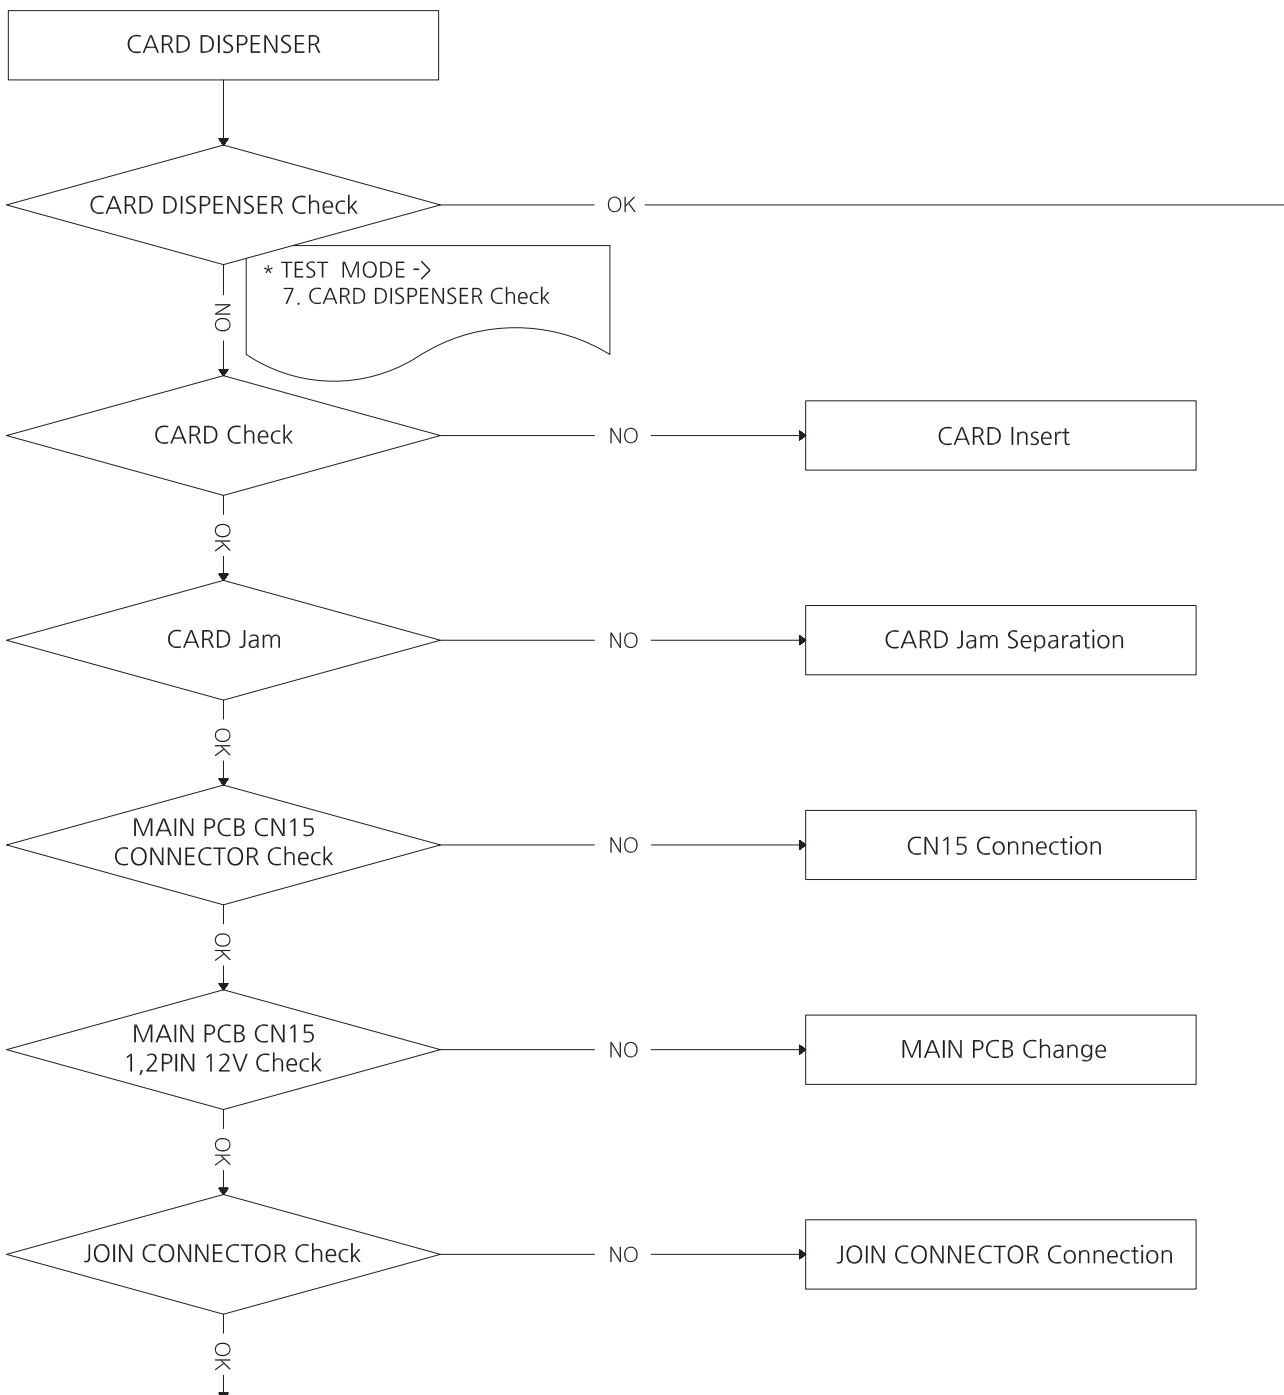 CARD DISPENSER
CARD DISPENSER Check
OK
* TEST MODE ->
7. CARD DISPENSER Check
NO
CARD Check
NO
CARD Insert
OK
CARD Jam
NO
CARD Jam Separation
OK
MAIN PCB CN15
CONNECTOR Check
NO
CN15 Connection
OK
MAIN PCB CN15
1,2PIN 12V Check
NO
MAIN PCB Change
OK
JOIN CONNECTOR Check
NO
JOIN CONNECTOR Connection
OK